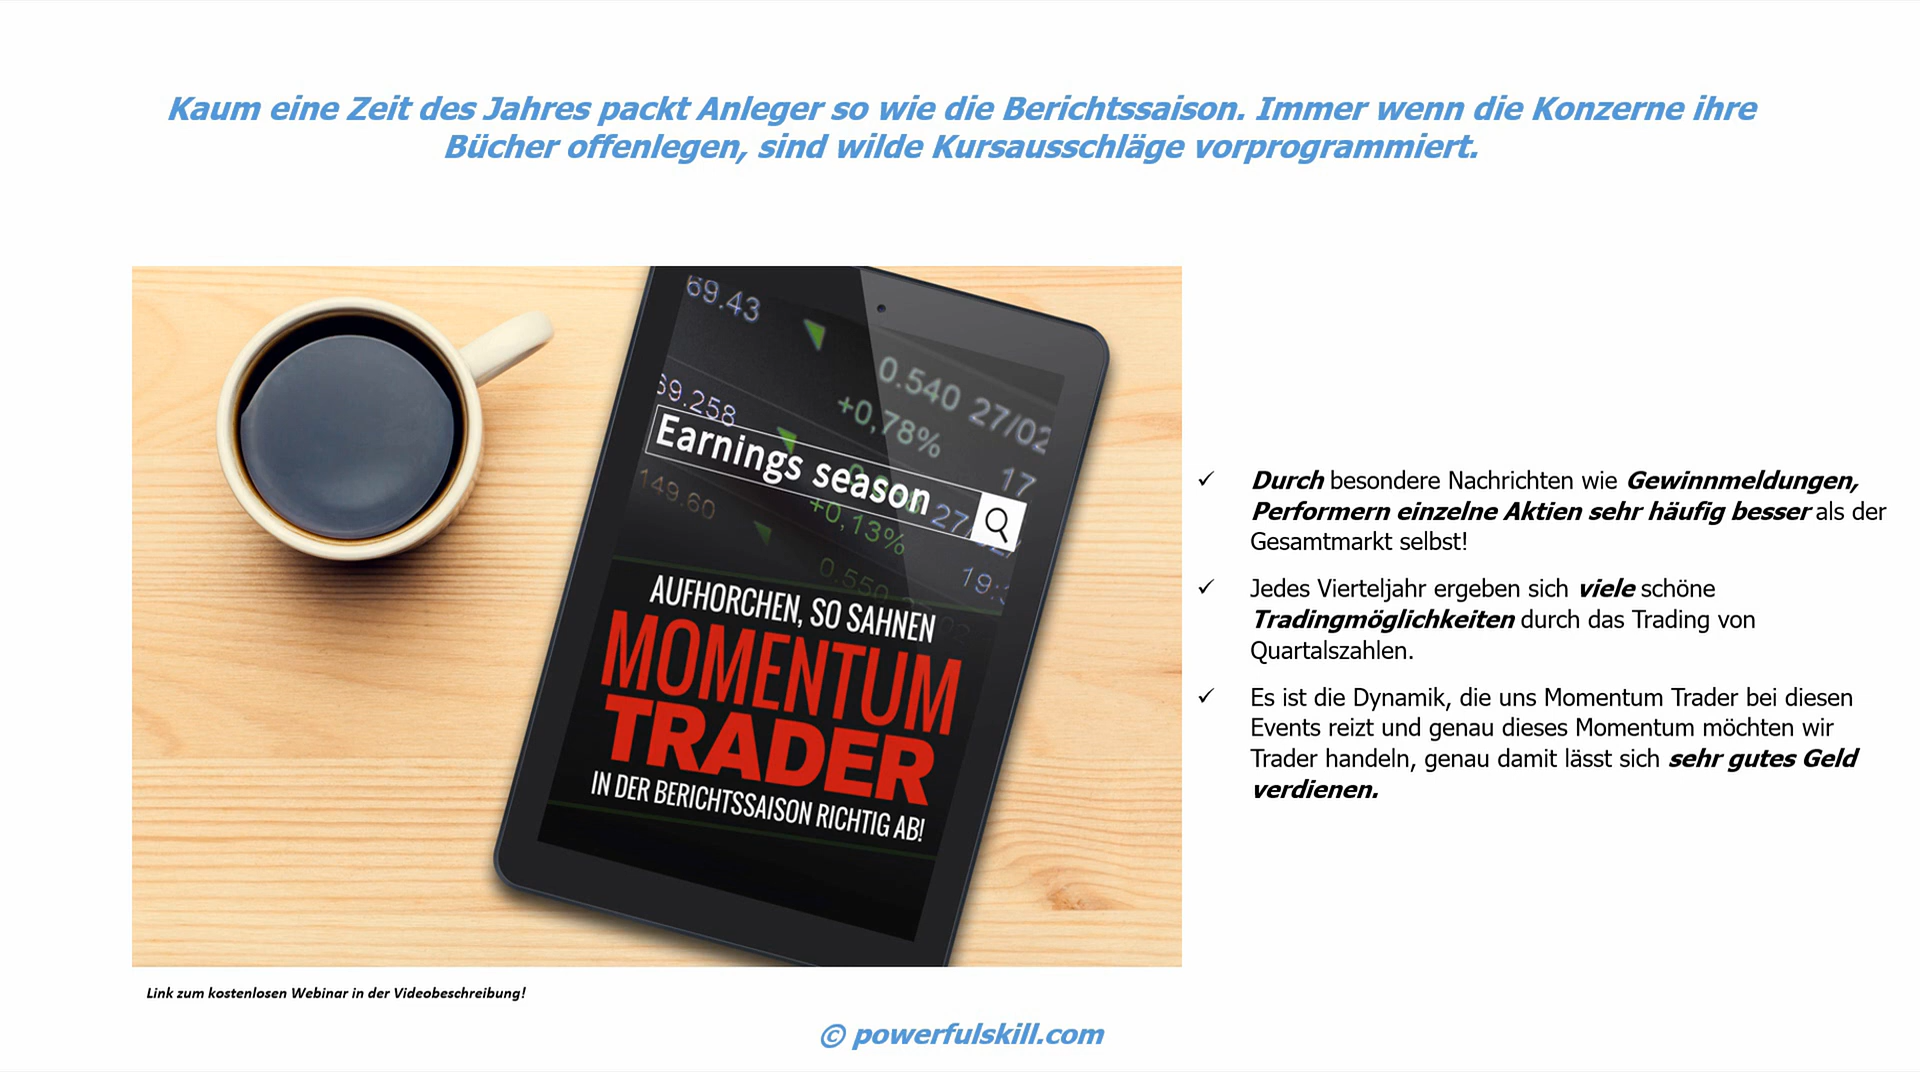 Kaum eine Zeit des Jahres packt Anleger so wie die Berichtssaison. Immer wenn die Konzerne ihre
Bücher offenlegen, sind wilde Kursausschläge vorprogrammiert.
69.43
0.540 27/02
+0,78%
69.258
17
Earnings season
149.60
+0,13%
0.550
AUFHORCHEN, SO SAHNEN
MOMENTUM
TRADER
IN DER BERICHTSSAISON RICHTIG AB!
✓ Durch besondere Nachrichten wie Gewinnmeldungen,
Performern einzelne Aktien sehr häufig besser als der
Gesamtmarkt selbst!
✓ Jedes Vierteljahr ergeben sich viele schöne
Tradingmöglichkeiten durch das Trading von
Quartalszahlen.
✓ Es ist die Dynamik, die uns Momentum Trader bei diesen
Events reizt und genau dieses Momentum möchten wir
Trader handeln, genau damit lässt sich sehr gutes Geld
verdienen.
Link zum kostenlosen Webinar in der Videobeschreibung!
© powerfulskill.com